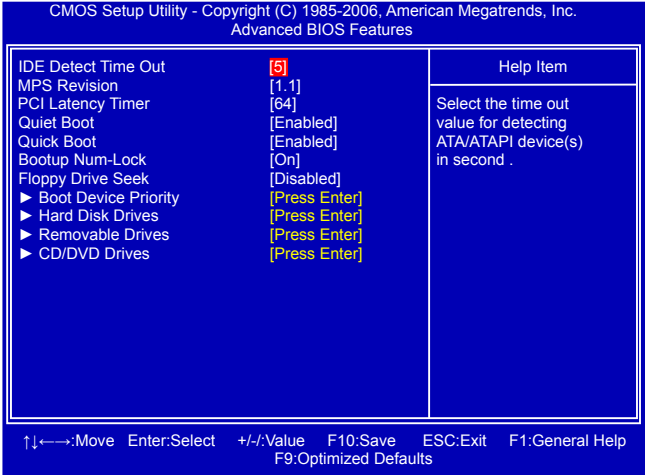 CMOS Setup Utility - Copyright (C) 1985-2006, American Megatrends, Inc.
Advanced BIOS Features
IDE Detect Time Out [5]
MPS Revision [1.1]
PCI Latency Timer [64]
Quiet Boot [Enabled]
Quick Boot [Enabled]
Bootup Num-Lock [On]
Floppy Drive Seek [Disabled]
► Boot Device Priority [Press Enter]
► Hard Disk Drives [Press Enter]
► Removable Drives [Press Enter]
► CD/DVD Drives [Press Enter]
Help Item
Select the time out
value for detecting
ATA/ATAPI device(s)
in second .
↑↓←→:Move Enter:Select +/-/:Value F10:Save ESC:Exit F1:General Help
F9:Optimized Defaults